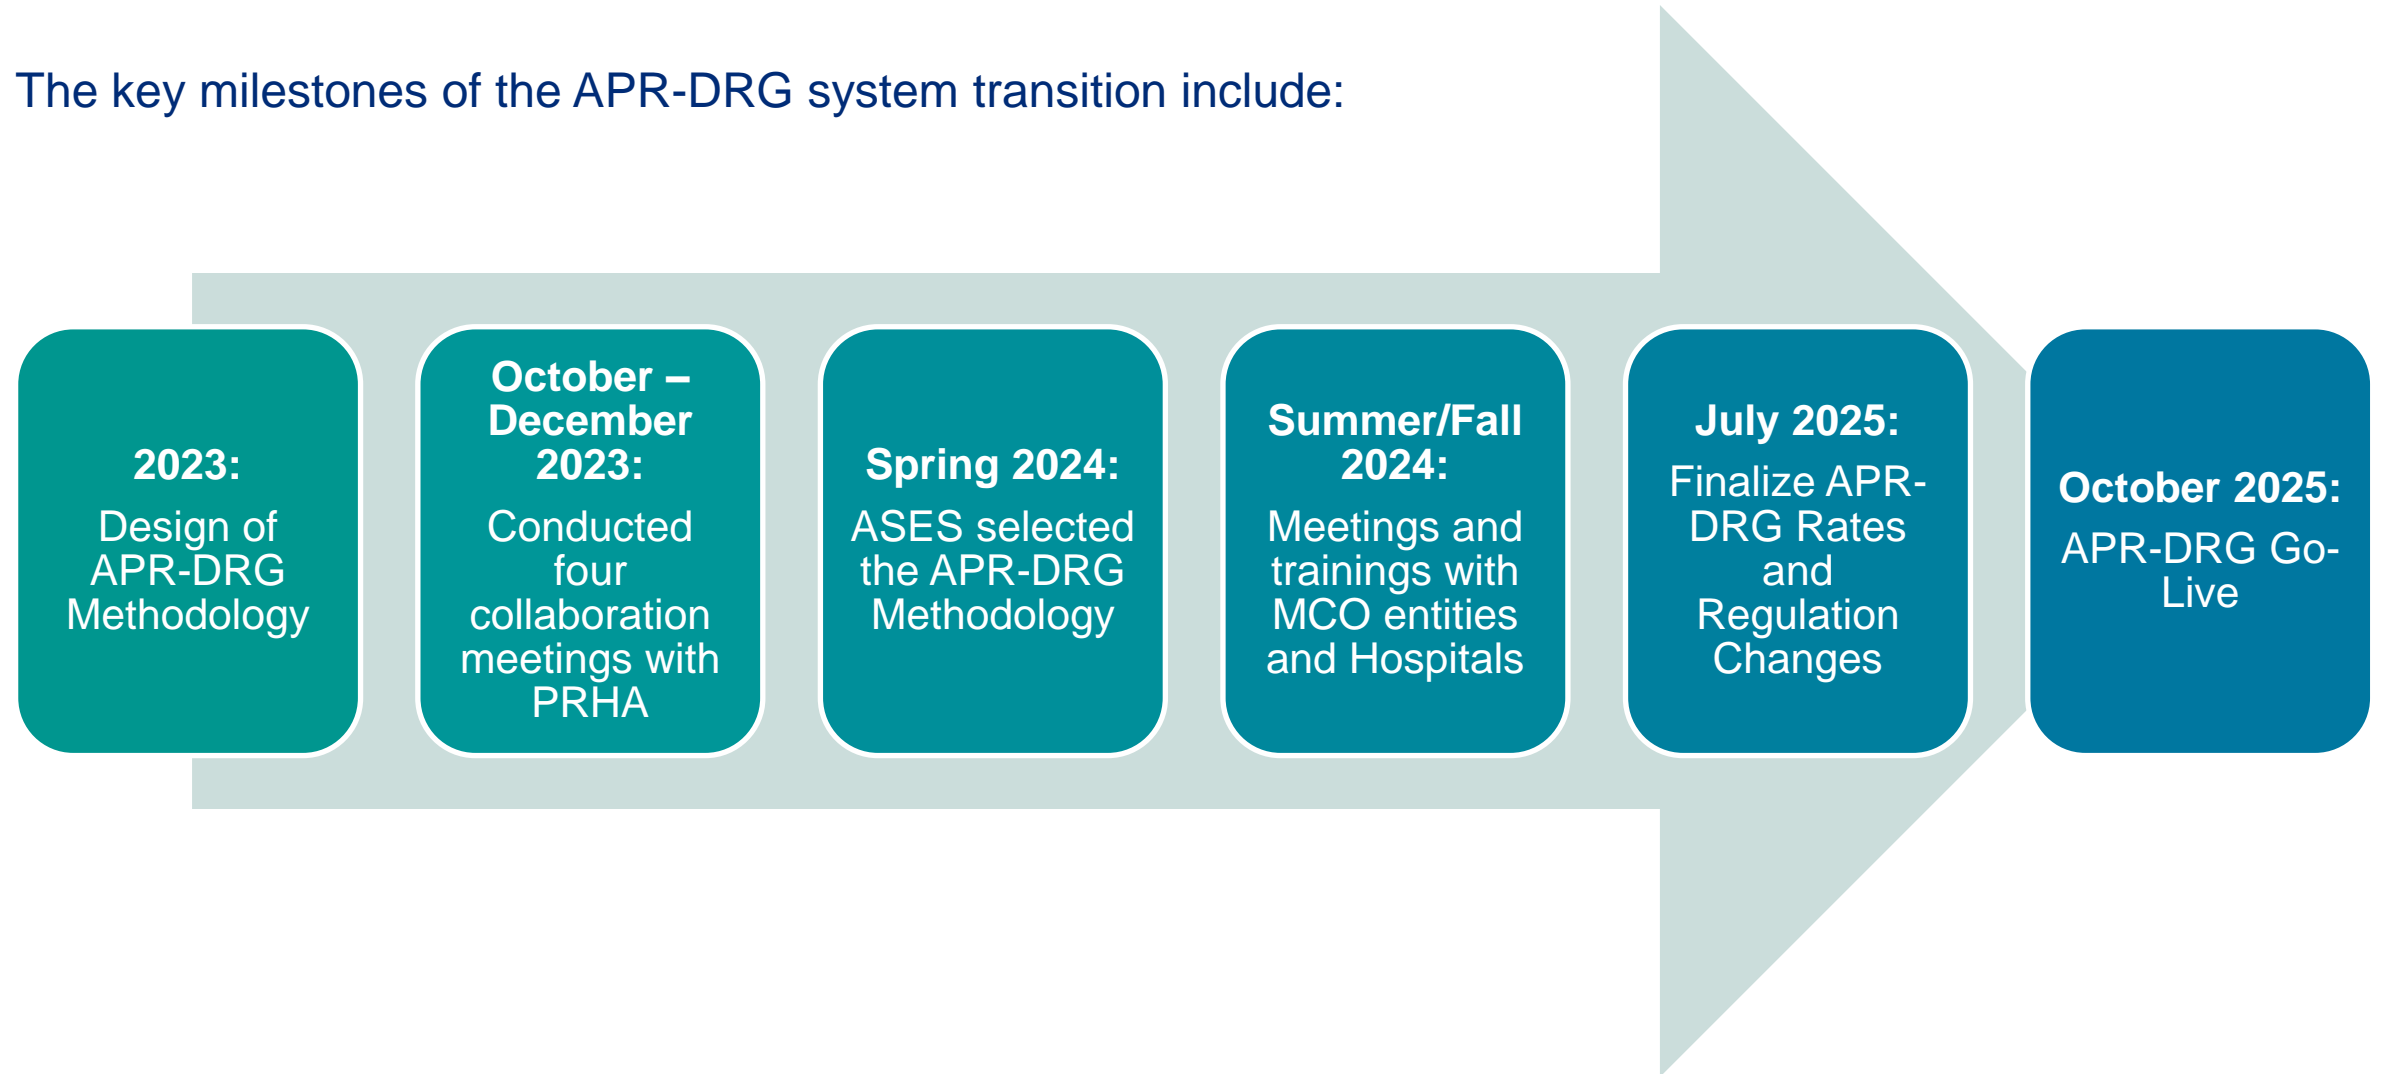 The key milestones of the APR-DRG system transition include:
2023:
Design of
APR-DRG
Methodology
October –
December
2023:
Conducted
four
collaboration
meetings with
PRHA
Spring 2024:
ASES selected
the APR-DRG
Methodology
Summer/Fall
2024:
Meetings and
trainings with
MCO entities
and Hospitals
July 2025:
Finalize APR-
DRG Rates
and
Regulation
Changes
October 2025:
APR-DRG Go-
Live